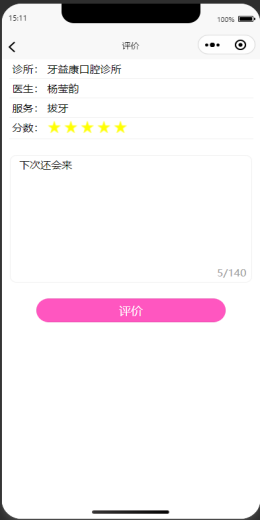 15:11
100%
评价
诊所： 牙益康口腔诊所
医生： 杨莹韵
服务： 拔牙
分数：
下次还会来
5/140
评价